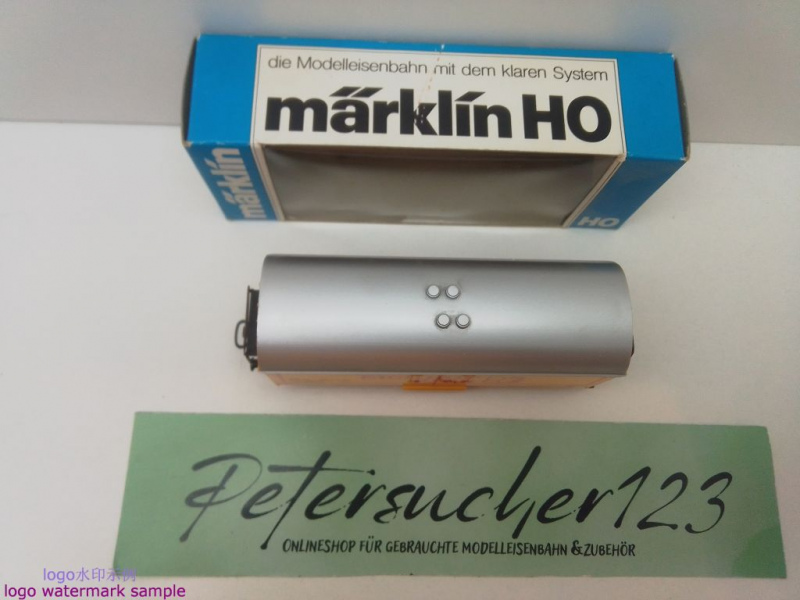 die Modelleisenbahn mit dem klaren System
märklin HO
märklin
HO
Petersucher123
ONLINESHOP FÜR GEBRAUCHTE MODELLEISENBAHN & ZUBEHÖR
logo水印示例
logo watermark sample